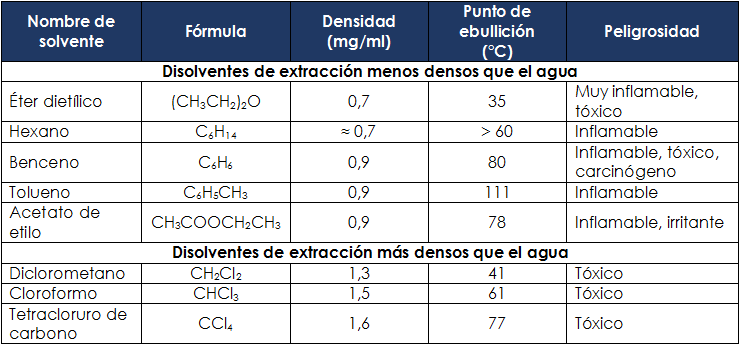 Nombre de solvente Fórmula Densidad (mg/ml) Punto de ebullición (°C) Peligrosidad
Disolventes de extracción menos densos que el agua
Éter dietílico (CH₃CH₂)₂O 0,7 35 Muy inflamable, tóxico
Hexano C₆H₁₄ ≈ 0,7 > 60 Inflamable
Benceno C₆H₆ 0,9 80 Inflamable, tóxico, carcinógeno
Tolueno C₆H₅CH₃ 0,9 111 Inflamable
Acetato de etilo CH₃COOCH₂CH₃ 0,9 78 Inflamable, irritante
Disolventes de extracción más densos que el agua
Diclorometano CH₂Cl₂ 1,3 41 Tóxico
Cloroformo CHCl₃ 1,5 61 Tóxico
Tetracloruro de carbono CCl₄ 1,6 77 Tóxico